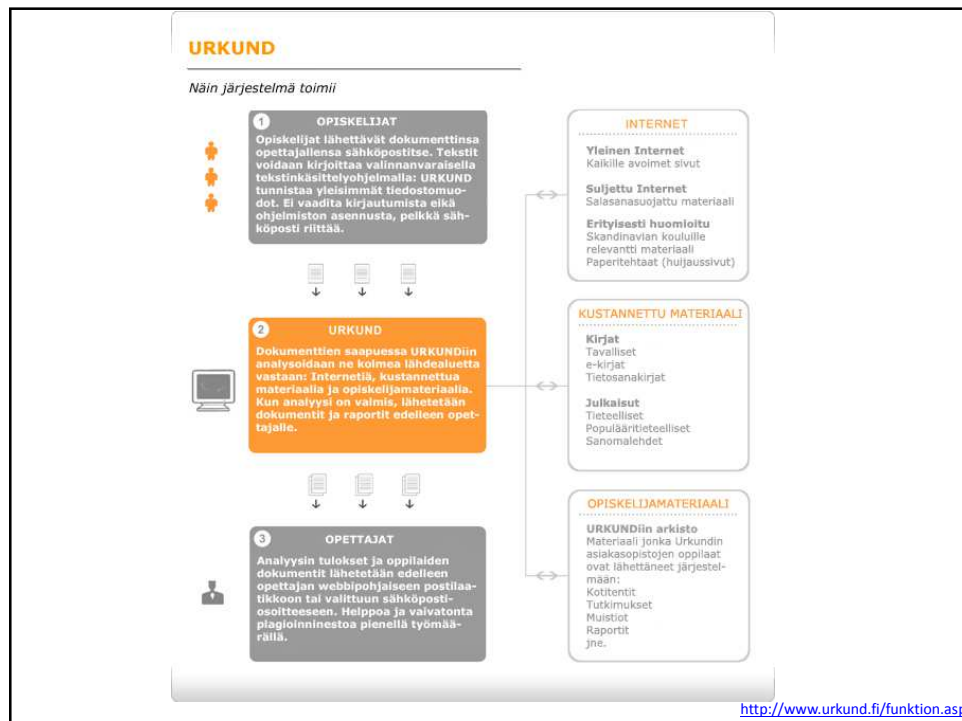 URKUND
Näin järjestelmä toimii
1 OPISKELIJAT
Opiskelijat lähettävät dokumenttinsa
opettajallensa sähköpostitse. Tekstit
voidaan kirjoittaa valinnanvaraisella
tekstinkäsittelyohjelmalla: URKUND
tunnistaa yleisimmät tiedostomuo-
dot. Ei vaadita kirjautumista eikä
ohjelmiston asennusta, pelkkä säh-
köposti riittää.
2 URKUND
Dokumenttien saapuessa URKUNDiin
analysoidaan ne kolmea lähdealuetta
vastaan: Internetiä, kustannettua
materiaalia ja opiskelijamateriaalia.
Kun analyysi on valmis, lähetetään
dokumentit ja raportit edelleen opet-
tajalle.
3 OPETTAJAT
Analyysin tulokset ja oppilaiden
dokumentit lähetetään edelleen
opettajan webbipohjaiseen postilaa-
tikkoon tai valittuun sähköposti-
osoitteeseen. Helppoa ja vaivatonta
plagioinninestoa pienellä työmää-
rällä.
INTERNET
Yleinen Internet
Kaikille avoimet sivut
Suljettu Internet
Salasanasuojattu materiaali
Erityisesti huomioitu
Skandinavian kouluille
relevantti materiaali
Paperitehtaat (huijaussivut)
KUSTANNETTU MATERIAALI
Kirjat
Tavalliset
e-kirjat
Tietosanakirjat
Julkaisut
Tieteelliset
Populääritieteelliset
Sanomalehdet
OPISKELIJAMATERIAALI
URKUNDiin arkisto
Materiaali jonka Urkundin
asiakasopistojen oppilaat
ovat lähettäneet järjestel-
mään:
Kotitentit
Tutkimukset
Muistiot
Raportit
jne.
http://www.urkund.fi/funktion.asp